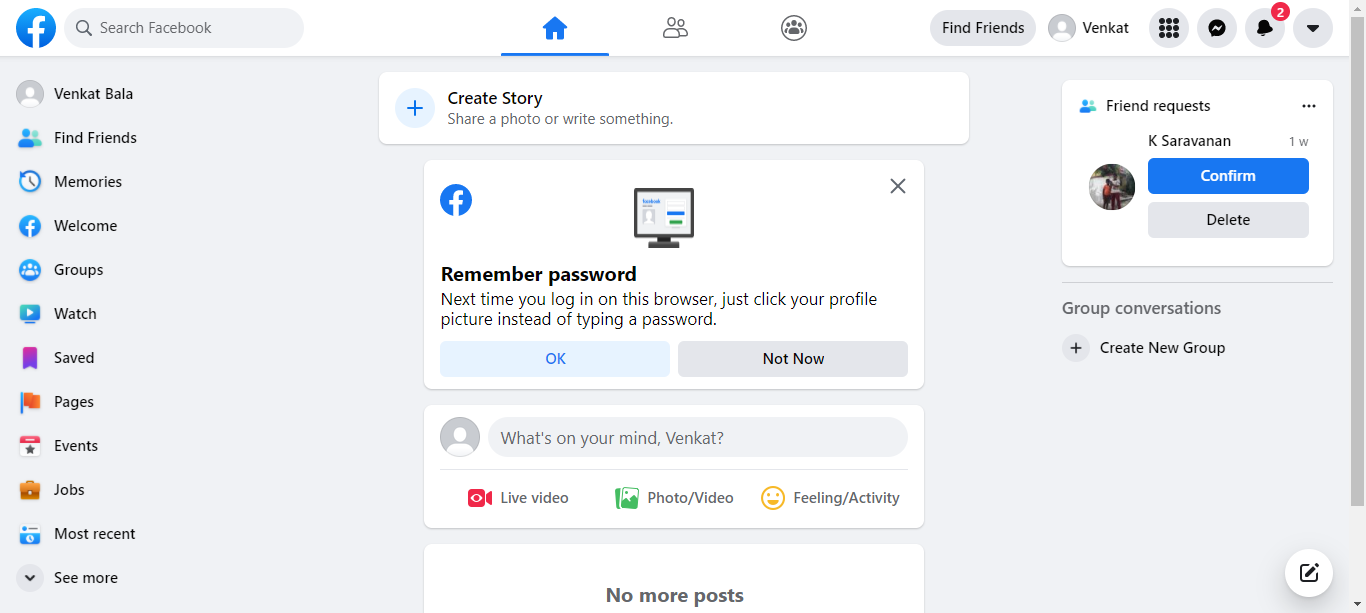 Search Facebook
Find Friends
Venkat
2
Venkat Bala
Find Friends
Memories
Welcome
Groups
Watch
Saved
Pages
Events
Jobs
Most recent
See more
Create Story
Share a photo or write something.
facebook
Remember password
Next time you log in on this browser, just click your profile
picture instead of typing a password.
OK
Not Now
What's on your mind, Venkat?
Live video
Photo/Video
Feeling/Activity
No more posts
Friend requests
K Saravanan
1 w
Confirm
Delete
Group conversations
Create New Group